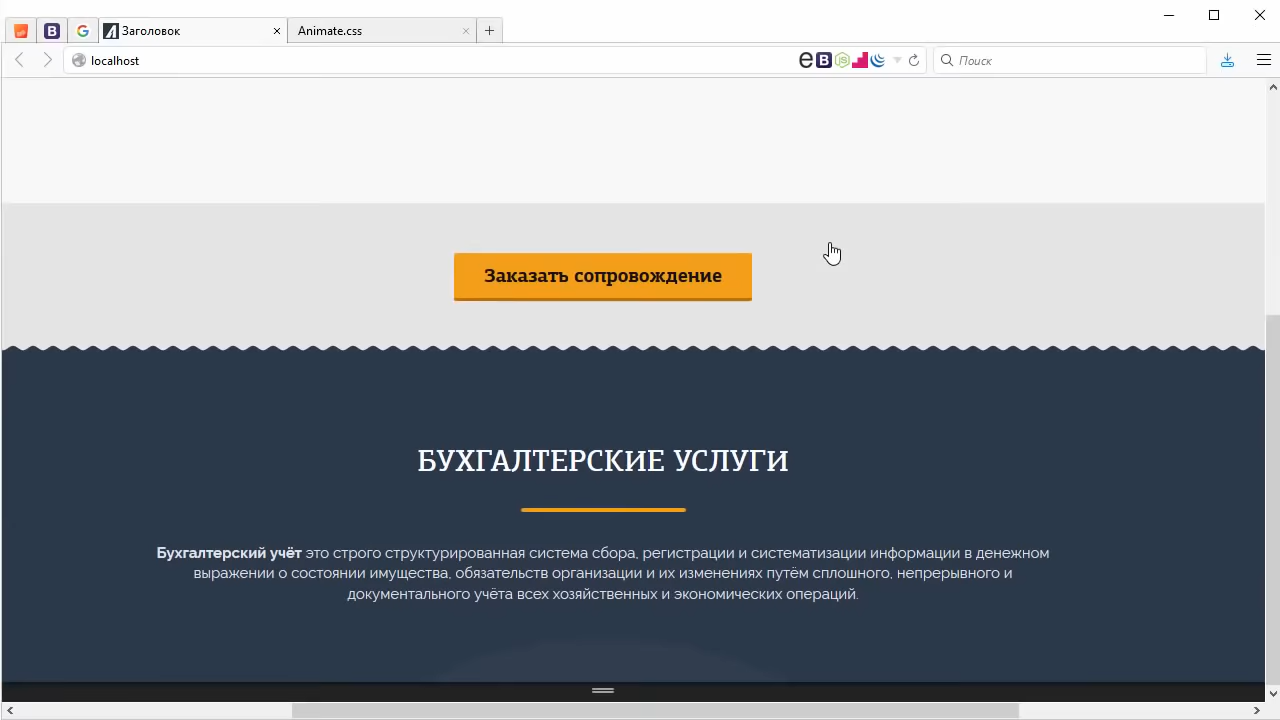 B
G
Заголовок
Animate.css
localhost
e
B
JS
Поиск
Заказать сопровождение
БУХГАЛТЕРСКИЕ УСЛУГИ
Бухгалтерский учёт это строго структурированная система сбора, регистрации и систематизации информации в денежном
выражении о состоянии имущества, обязательств организации и их изменениях путём сплошного, непрерывного и
документального учёта всех хозяйственных и экономических операций.